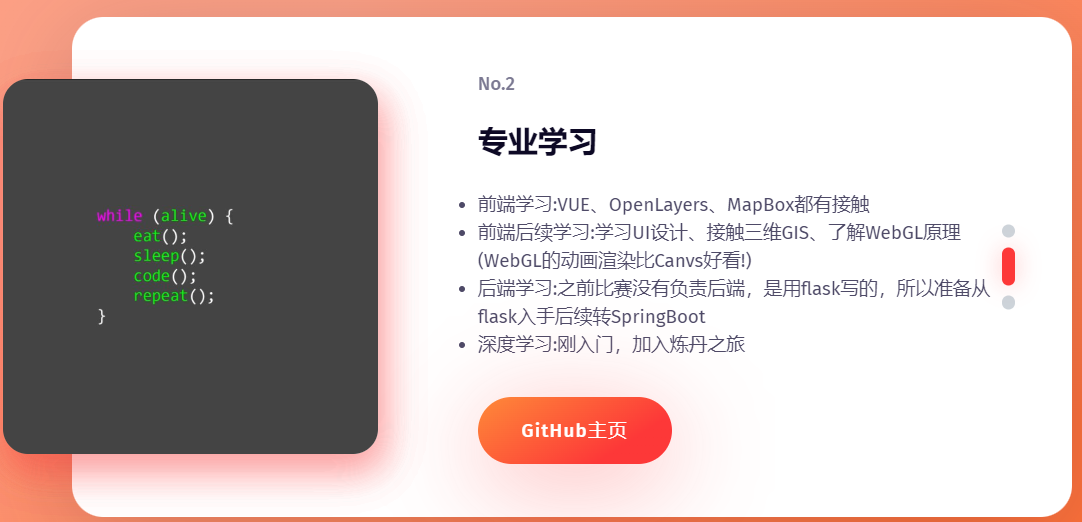 while (alive) {
    eat();
    sleep();
    code();
    repeat();
}
No.2
专业学习
前端学习:VUE、OpenLayers、MapBox都有接触
前端后续学习:学习UI设计、接触三维GIS、了解WebGL原理
(WebGL的动画渲染比Canvs好看!)
后端学习:之前比赛没有负责后端，是用flask写的，所以准备从
flask入手后续转SpringBoot
深度学习:刚入门，加入炼丹之旅
GitHub主页